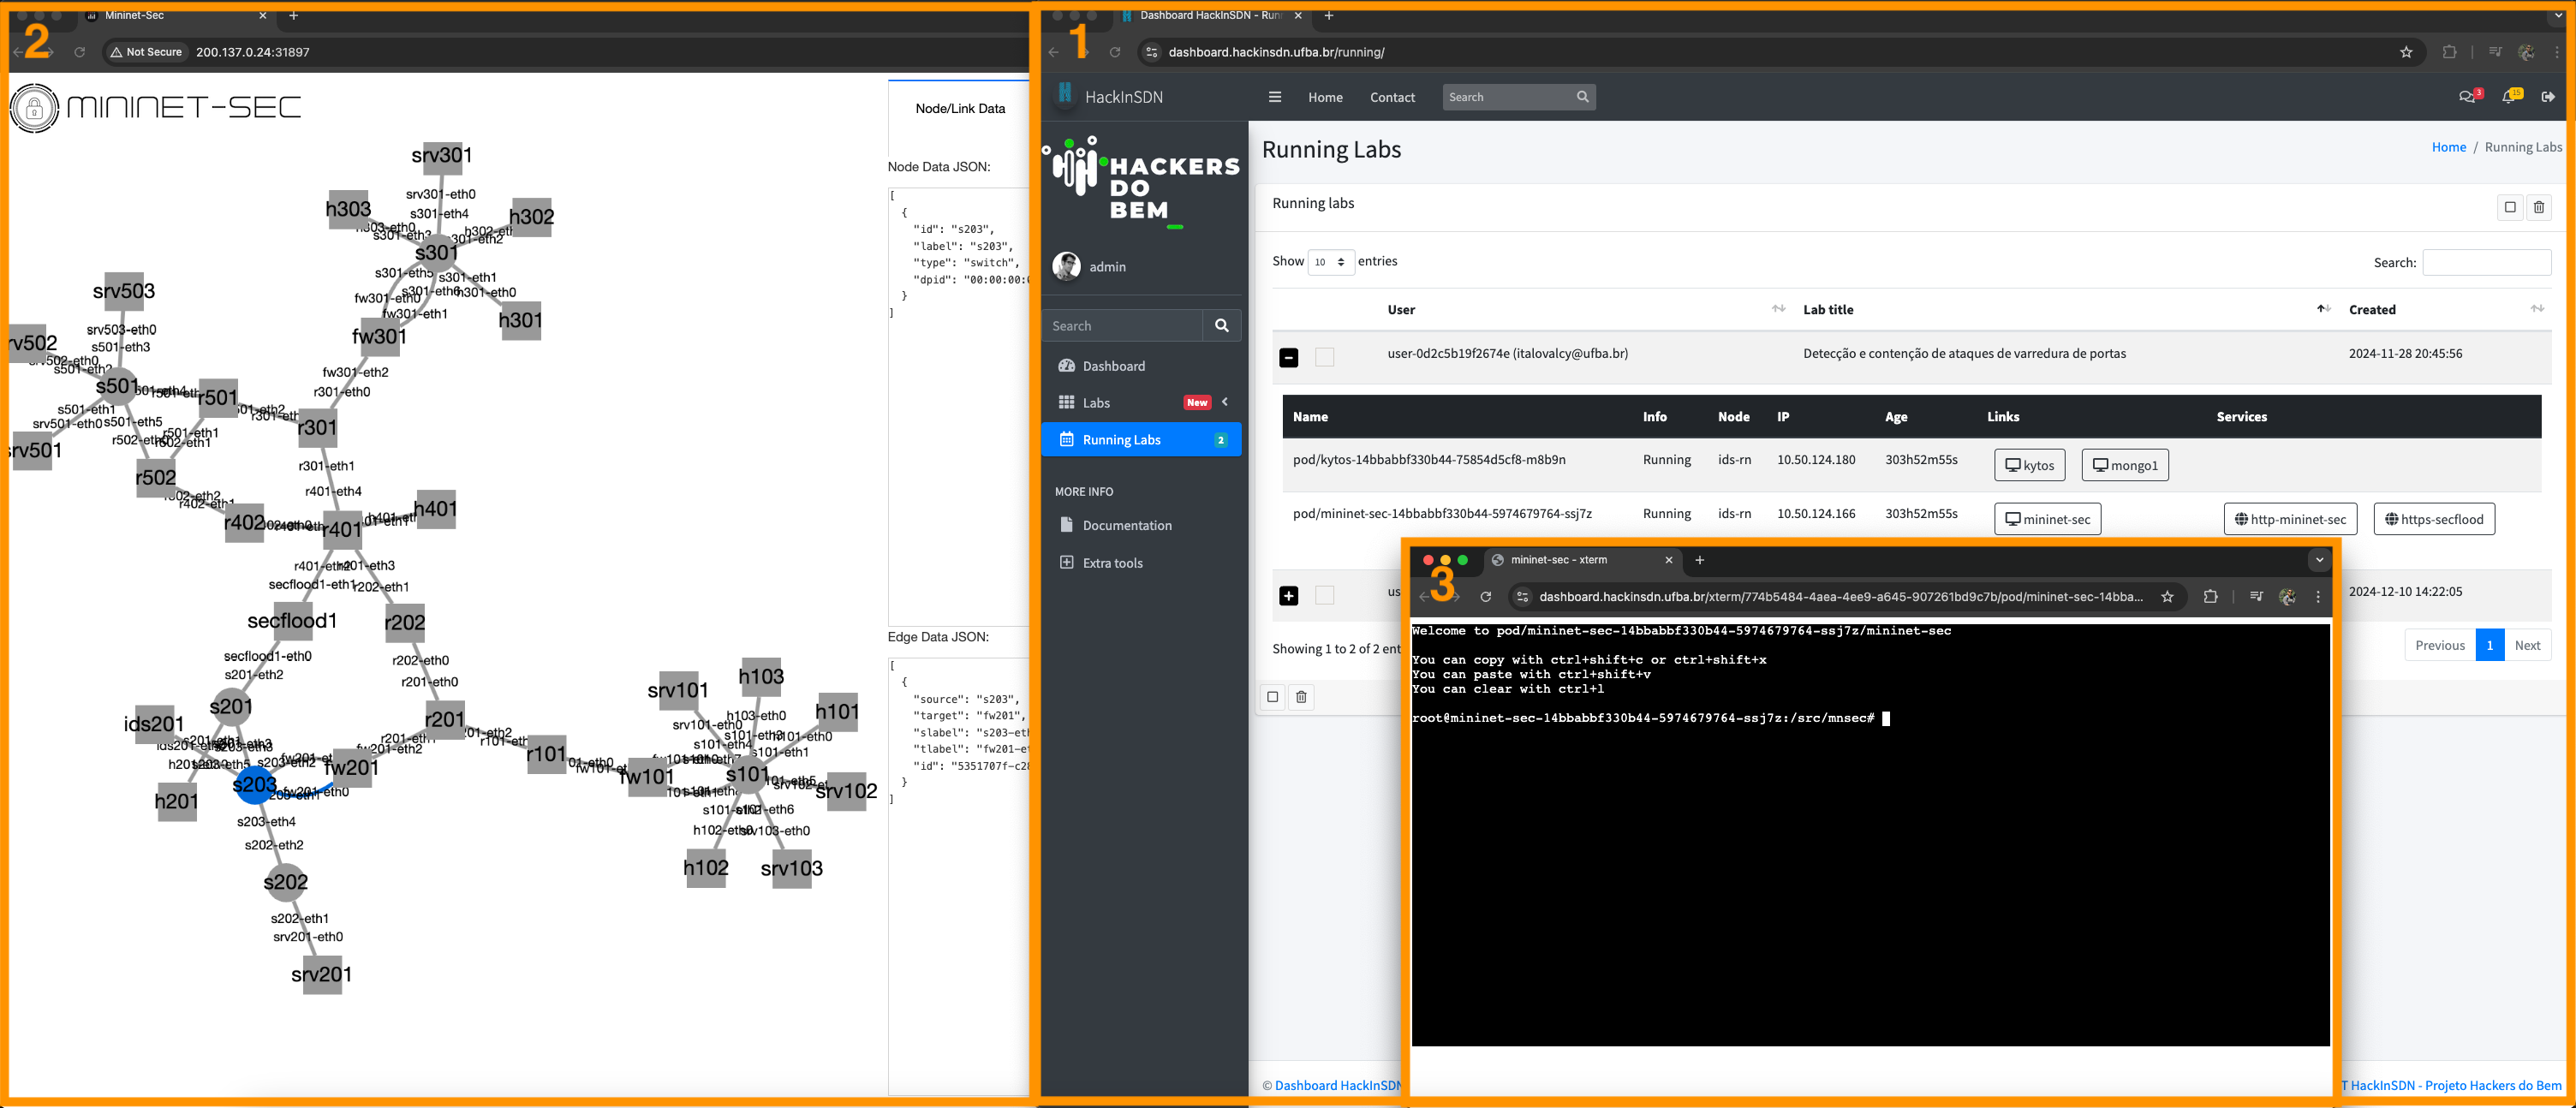 2
Mininet-Sec
Not Secure
200.137.0.24:31897
MININET-SEC
Node/Link Data
Node Data JSON:
[
{
"id": "s203",
"label": "s203",
"type": "switch",
"dpid": "00:00:00:0
}
]
Edge Data JSON:
[
{
"source": "s203",
"target": "fw201",
"slabel": "s203-eth
"tlabel": "fw201-et
"id": "5351707f-c28
}
]
srv301
srv301-eth0
s301-eth4
h303
h302
s301
s301-eth5
s301-eth1
h301-eth0
fw301-eth0
fw301-eth1
h301
fw301
fw301-eth2
r301-eth0
srv503
srv503-eth0
s501-eth3
rv502
s501
r501
r301
s501-eth1
srv501-eth0
s501-eth5
r501-eth1
srv501
r502
r301-eth1
r401-eth4
r402
r401
h401
r201-eth3
secflood1-eth1
r202-eth1
secflood1
r202
secflood1-eth0
s201-eth2
r202-eth0
r201-eth0
s201
ids201
r201
r101
fw201
s203
h201
s203-eth4
s202-eth2
s202
s202-eth1
srv201-eth0
srv201
h103
srv101
h101
h103-eth0
srv101-eth0
s101-eth4
s101-eth1
fw101
s101
srv102
s101-eth6
srv103-eth0
h102
srv103
1
Dashboard HackInSDN - Run
dashboard.hackinsdn.ufba.br/running/
HackInSDN
Home
Contact
Search
3
15
HACKERS
DO
BEM
admin
Search
Dashboard
Labs
New
Running Labs
2
MORE INFO
Documentation
Extra tools
Running Labs
Home / Running Labs
Running labs
Show 10 entries
Search:
User
Lab title
Created
user-0d2c5b19f2674e (italovalcy@ufba.br)
Detecção e contenção de ataques de varredura de portas
2024-11-28 20:45:56
Name Info Node IP Age Links Services
pod/kytos-14bbabbf330b44-75854d5cf8-m8b9n Running ids-rn 10.50.124.180 303h52m55s kytos mongo1
pod/mininet-sec-14bbabbf330b44-5974679764-ssj7z Running ids-rn 10.50.124.166 303h52m55s mininet-sec http-mininet-sec https-secflood
us
2024-12-10 14:22:05
Showing 1 to 2 of 2 ent
Previous 1 Next
© Dashboard HackInSDN
T HackInSDN - Projeto Hackers do Bem
3
mininet-sec - xterm
dashboard.hackinsdn.ufba.br/xterm/774b5484-4aea-4ee9-a645-907261bd9c7b/pod/mininet-sec-14bba...
Welcome to pod/mininet-sec-14bbabbf330b44-5974679764-ssj7z/mininet-sec
You can copy with ctrl+shift+c or ctrl+shift+x
You can paste with ctrl+shift+v
You can clear with ctrl+l
root@mininet-sec-14bbabbf330b44-5974679764-ssj7z:/src/mnsec#